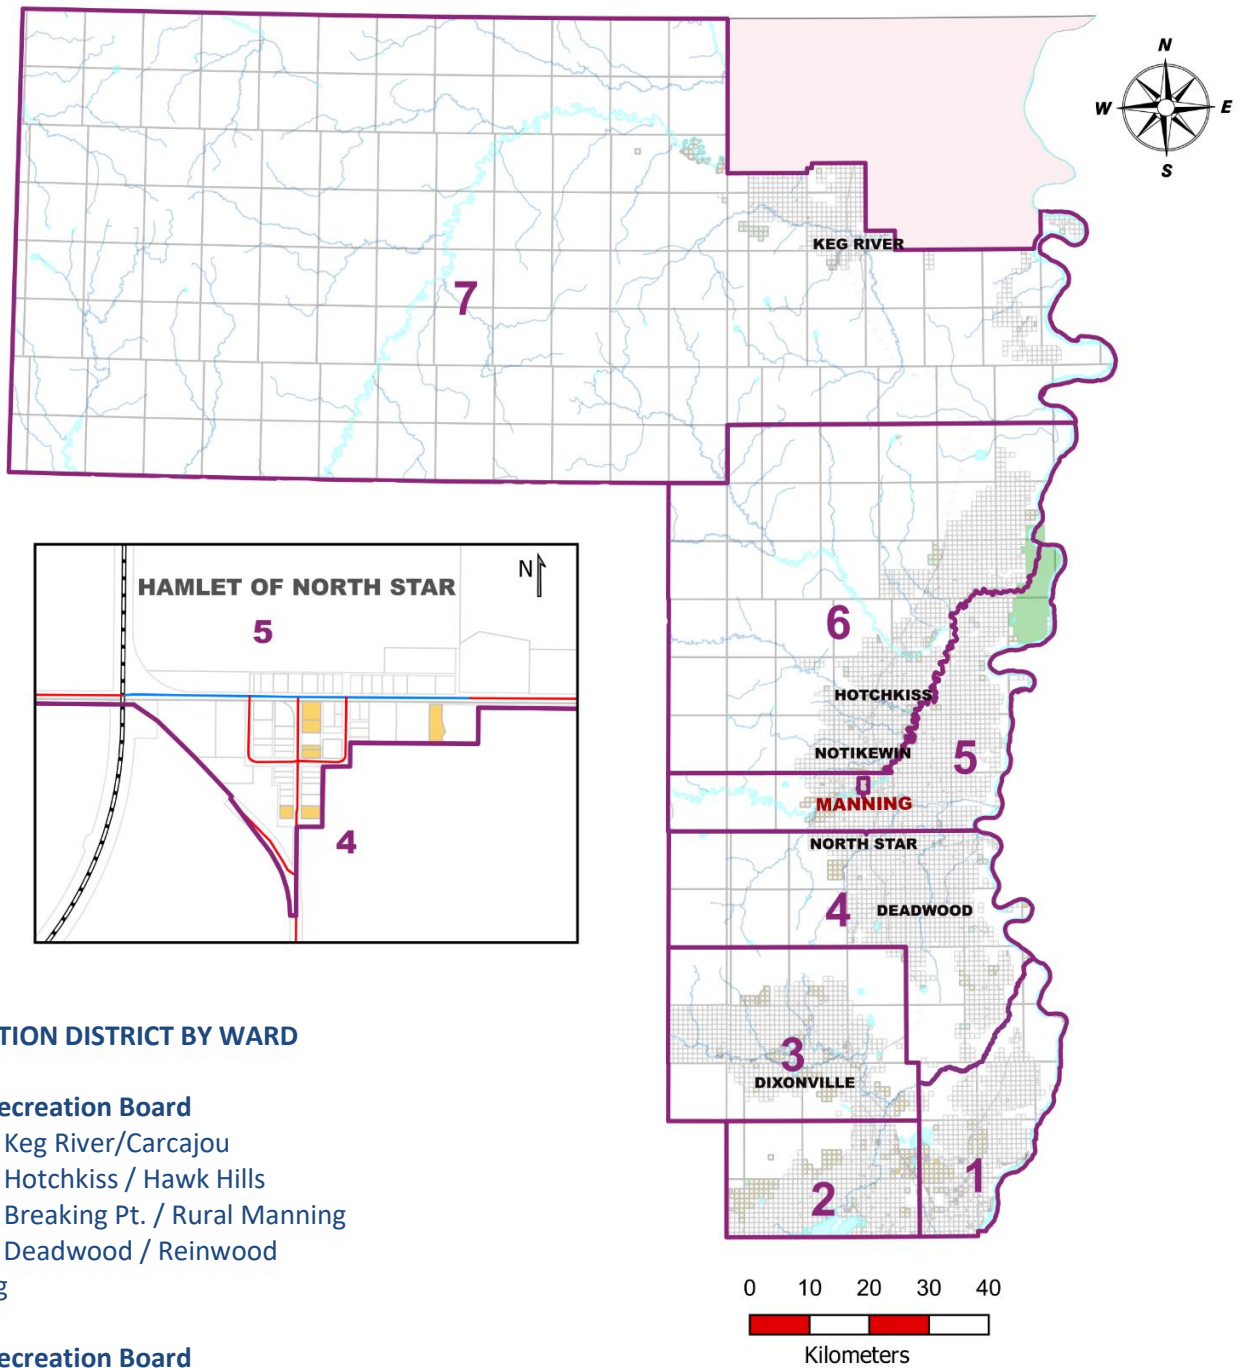 N
W
E
S
KEG RIVER
7
HAMLET OF NORTH STAR
N
5
4
6
HOTCHKISS
NOTIKEWIN
5
MANNING
NORTH STAR
4
DEADWOOD
3
DIXONVILLE
1
2
TION DISTRICT BY WARD
ecreation Board
Keg River/Carcajou
Hotchkiss / Hawk Hills
Breaking Pt. / Rural Manning
Deadwood / Reinwood
g
ecreation Board
0 10 20 30 40
Kilometers